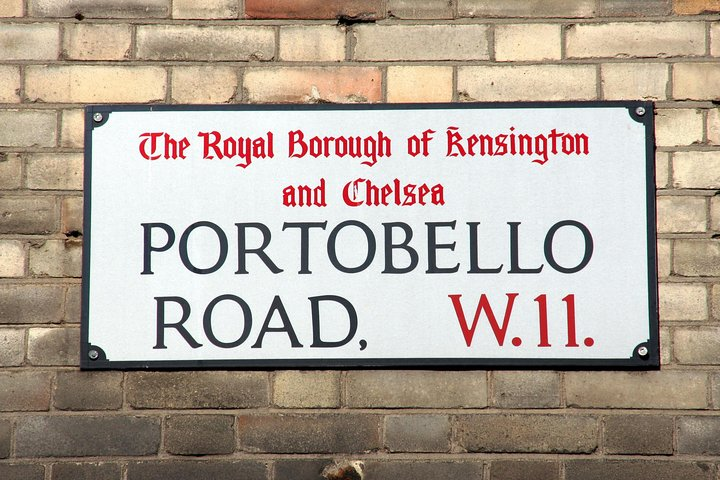 The Royal Borough of Kensington
and Chelsea
PORTOBELLO
ROAD, W.11.